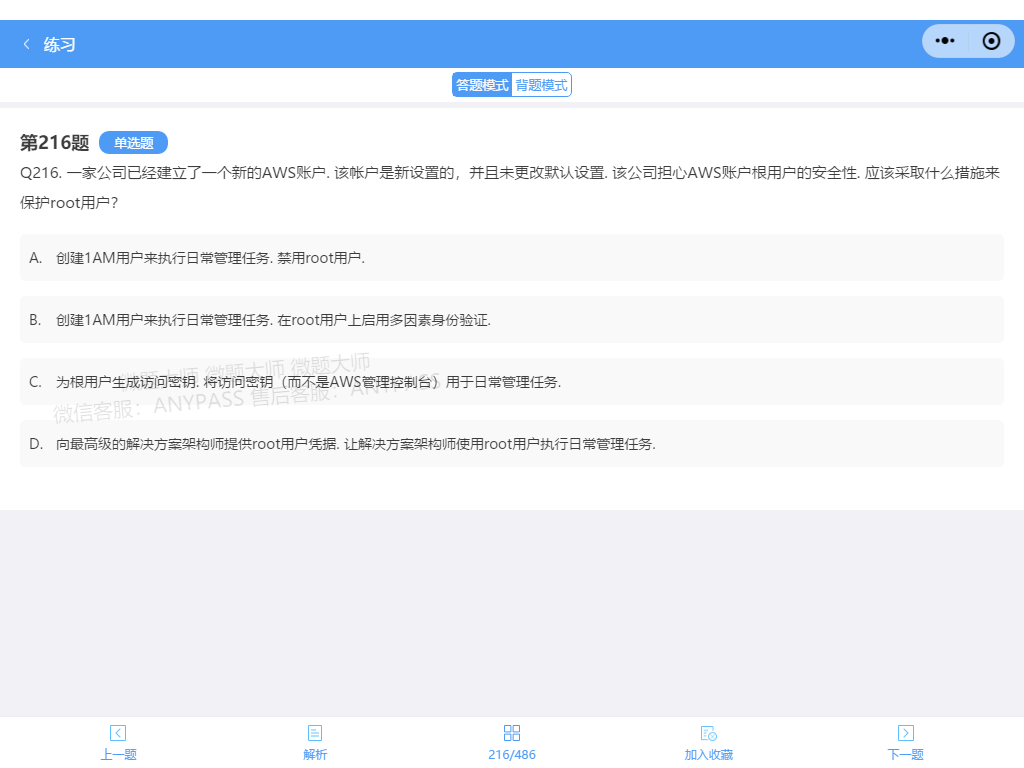 练习
答题模式 背题模式
第216题 单选题
Q216. 一家公司已经建立了一个新的AWS账户. 该帐户是新设置的，并且未更改默认设置. 该公司担心AWS账户根用户的安全性. 应该采取什么措施来
保护root用户？
A. 创建1AM用户来执行日常管理任务. 禁用root用户.
B. 创建1AM用户来执行日常管理任务. 在root用户上启用多因素身份验证.
微题大师 微题大师 微题大师
C. 为根用户生成访问密钥. 将访问密钥（而不是AWS管理控制台）用于日常管理任务.
微信客服：ANYPASS 售后客服：ANYPASS
D. 向最高级的解决方案架构师提供root用户凭据. 让解决方案架构师使用root用户执行日常管理任务.
上一题 解析 216/486 加入收藏 下一题